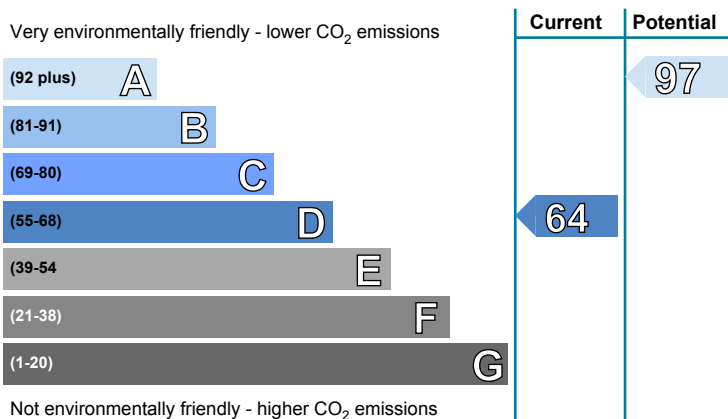 Current Potential
Very environmentally friendly - lower CO2 emissions
(92 plus) A 97
(81-91) B
(69-80) C
(55-68) D 64
(39-54 E
(21-38) F
(1-20) G
Not environmentally friendly - higher CO2 emissions